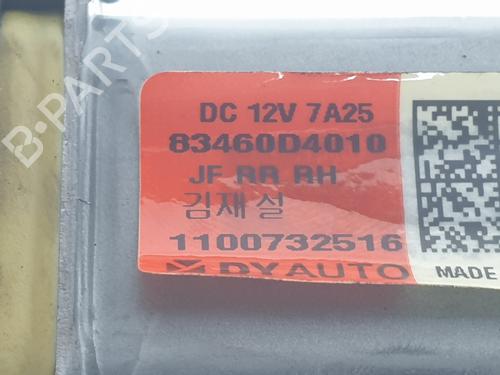 B-PARTS
DC 12V 7A25
83460D4010
JF RR RH
김재설
1100732516
DYAUTO
MADE